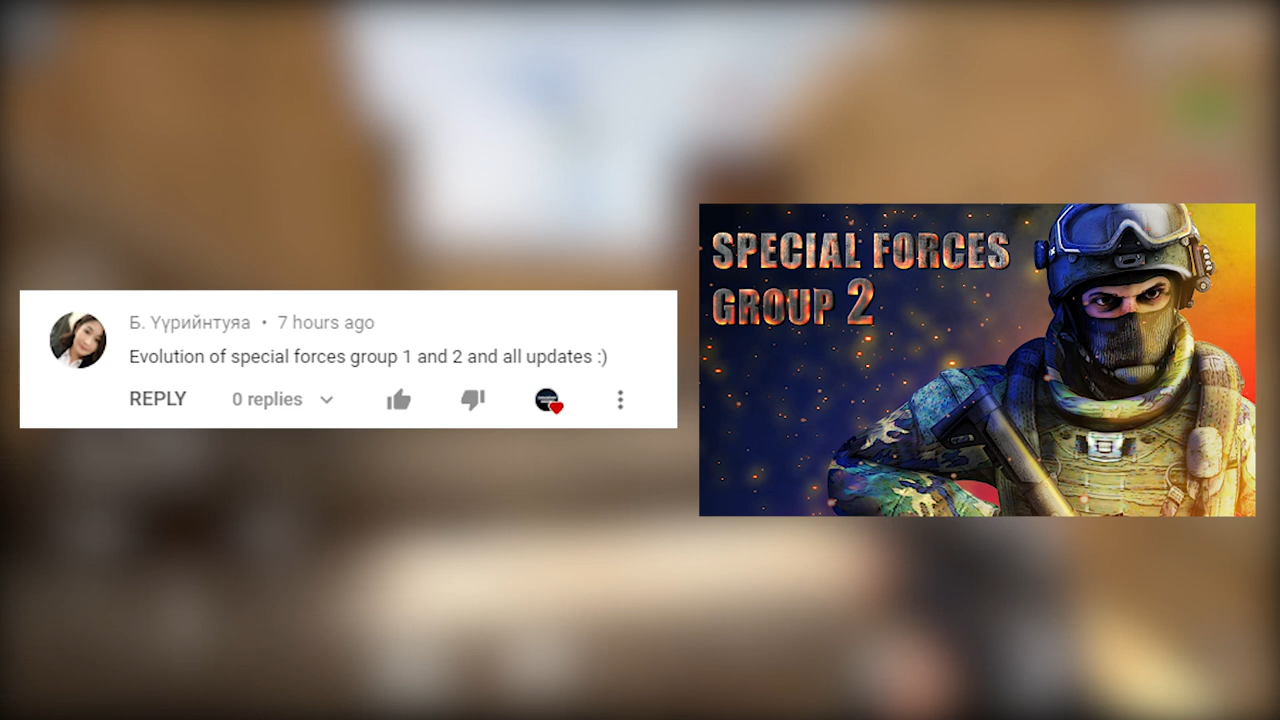 Б. Үүрийнтуяа • 7 hours ago
Evolution of special forces group 1 and 2 and all updates :)
REPLY 0 replies
SPECIAL FORCES
GROUP 2